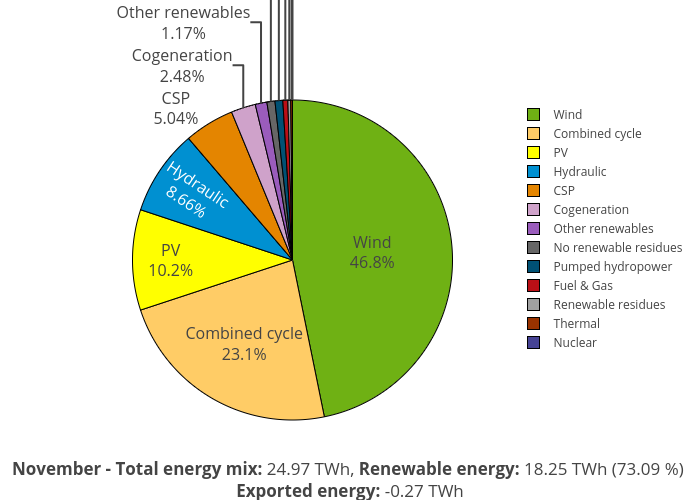 Other renewables
1.17%
Cogeneration
2.48%
CSP
5.04%
Hydraulic
8.66%
PV
10.2%
Combined cycle
23.1%
Wind
46.8%
Wind
Combined cycle
PV
Hydraulic
CSP
Cogeneration
Other renewables
No renewable residues
Pumped hydropower
Fuel & Gas
Renewable residues
Thermal
Nuclear
November - Total energy mix: 24.97 TWh, Renewable energy: 18.25 TWh (73.09 %)
Exported energy: -0.27 TWh